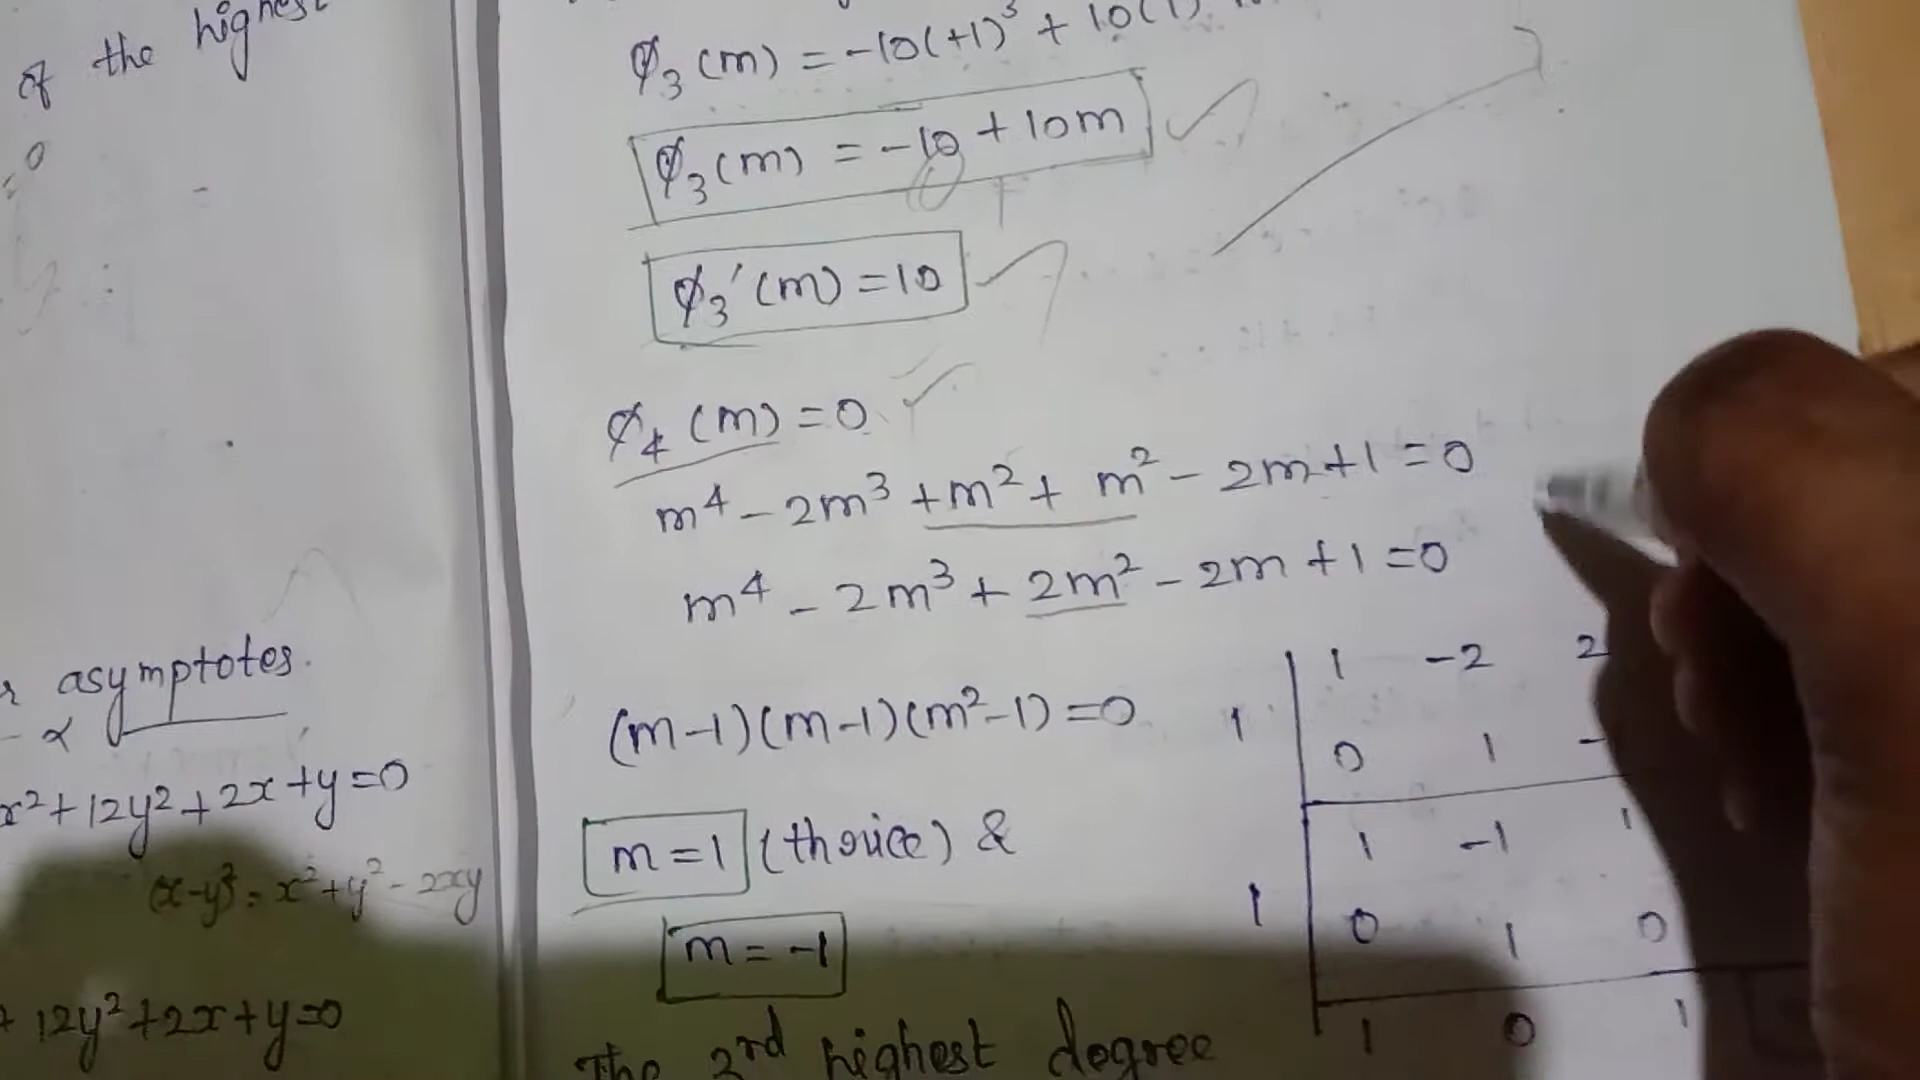 of the highest
0
asymptotes.
x²+12y²+2x+y=0
(x-y)²=x²+y²-2xy
+ 12y²+2x+y=0
φ₃(m) = -10(+1)³ + 10(1)
φ₃(m) = -10 + 10m
φ₃'(m) = 10
φ₄(m) = 0
m⁴ - 2m³ + m² + m² - 2m + 1 = 0
m⁴ - 2m³ + 2m² - 2m + 1 = 0
(m-1)(m-1)(m²-1) = 0
m = 1 (thrice) &
m = -1
The 3rd highest degree
1 -2 2
1 0 1 -
1 -1 1
1 0 1 0
1 0 1